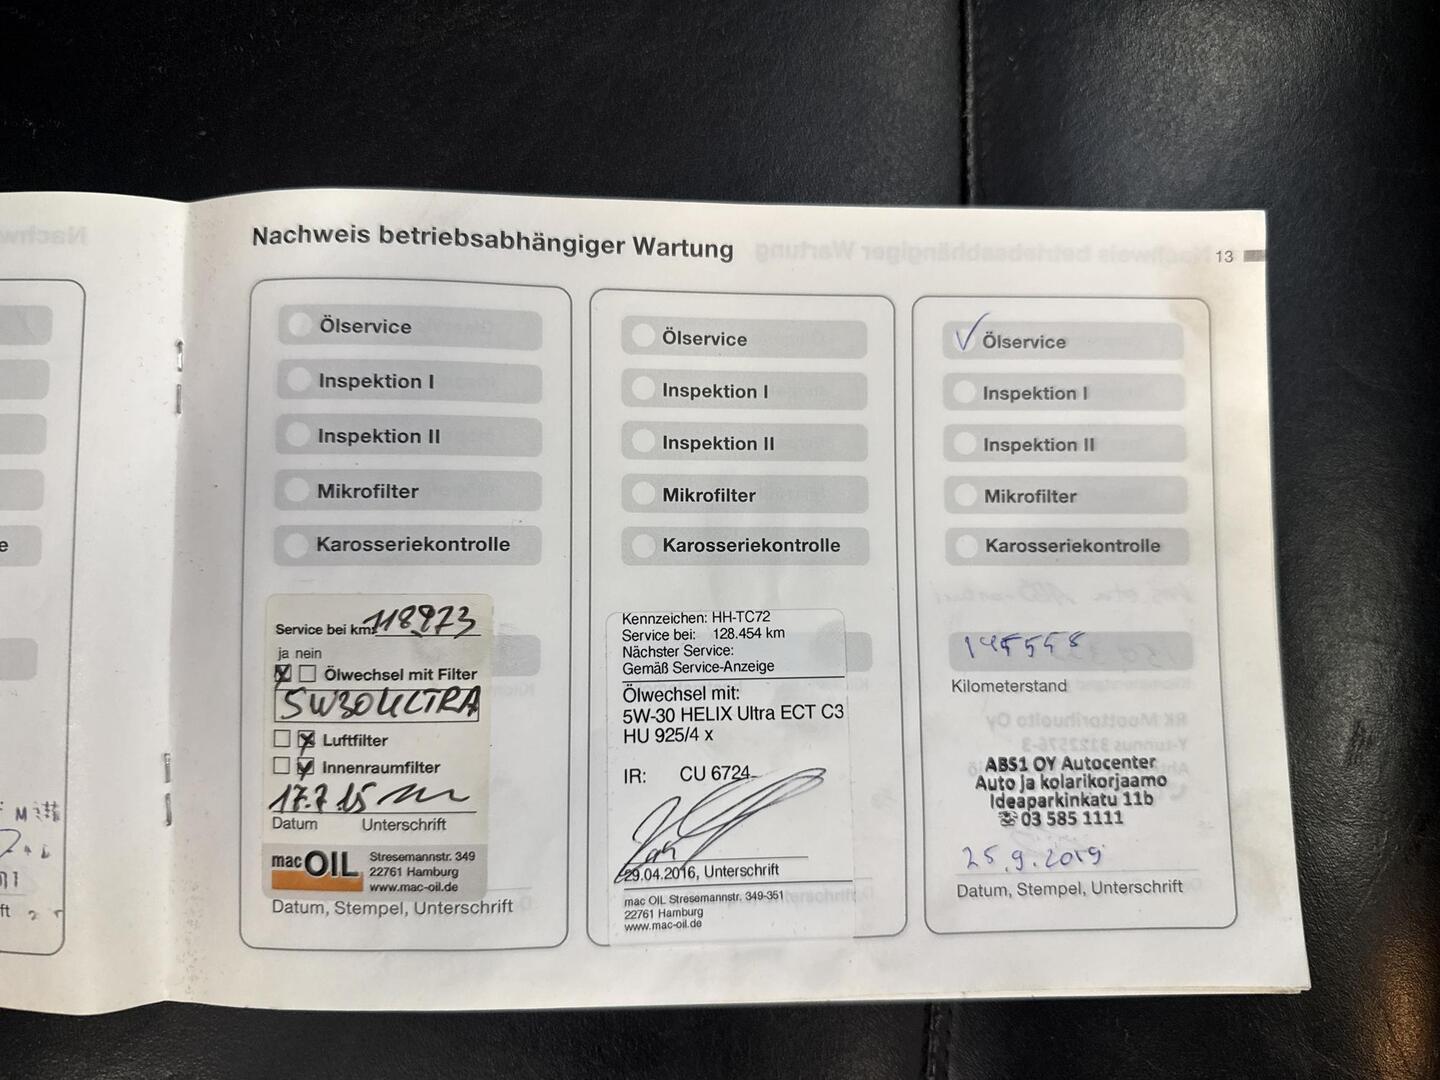 Nachweis betriebsabhängiger Wartung
13
Ölservice
Inspektion I
Inspektion II
Mikrofilter
Karosseriekontrolle
Service bei km: 118973
ja nein
Ölwechsel mit Filter
5W30 ULTRA
Luftfilter
Innenraumfilter
17.7.15
Datum Unterschrift
mac OIL
Stresemannstr. 349
22761 Hamburg
www.mac-oil.de
Datum, Stempel, Unterschrift
Ölservice
Inspektion I
Inspektion II
Mikrofilter
Karosseriekontrolle
Kennzeichen: HH-TC72
Service bei: 128.454 km
Nächster Service:
Gemäß Service-Anzeige
Ölwechsel mit:
5W-30 HELIX Ultra ECT C3
HU 925/4 x
IR: CU 6724
29.04.2016, Unterschrift
mac OIL Stresemannstr. 349-351
22761 Hamburg
www.mac-oil.de
Ölservice
Inspektion I
Inspektion II
Mikrofilter
Karosseriekontrolle
Kilometerstand
ABS1 OY Autocenter
Auto ja kolarikorjaamo
Ideaparkinkatu 11b
☎ 03 585 1111
25.9.2019
Datum, Stempel, Unterschrift